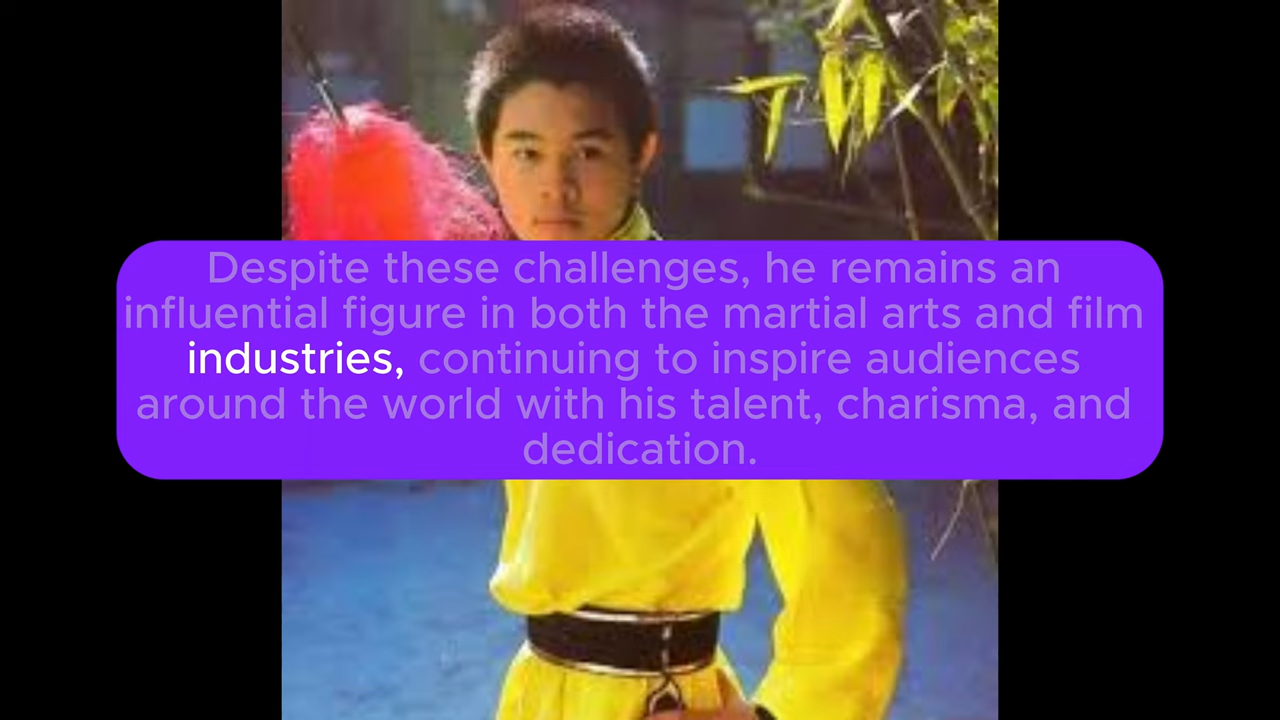 Despite these challenges, he remains an
influential figure in both the martial arts and film
industries, continuing to inspire audiences
around the world with his talent, charisma, and
dedication.